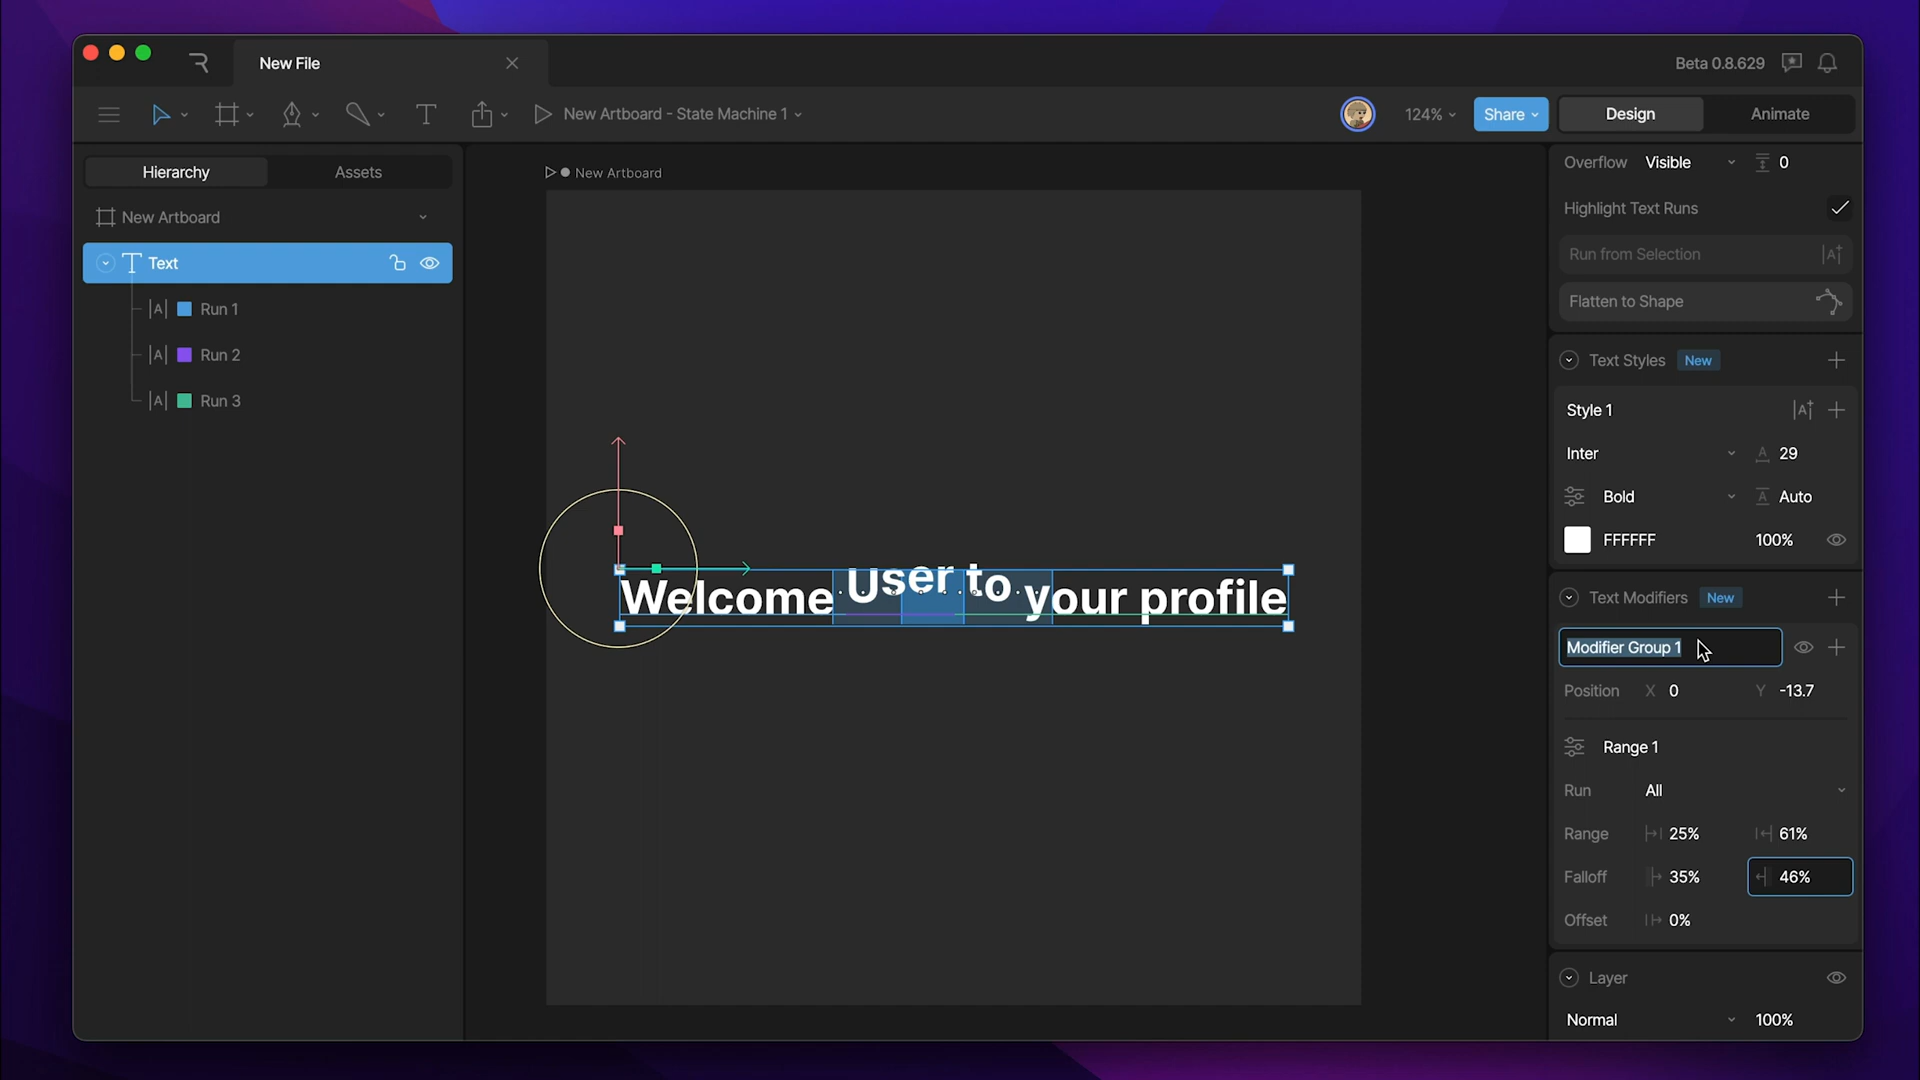 New File
Beta 0.8.629
New Artboard - State Machine 1
124%
Share
Design
Animate
Hierarchy
Assets
New Artboard
Text
Run 1
Run 2
Run 3
New Artboard
Welcome User to your profile
Overflow Visible 0
Highlight Text Runs
Run from Selection
Flatten to Shape
Text Styles New
Style 1
Inter 29
Bold Auto
FFFFFF 100%
Text Modifiers New
Modifier Group 1
Position X 0 Y -13.7
Range 1
Run All
Range 25% 61%
Falloff 35% 46%
Offset 0%
Layer
Normal 100%